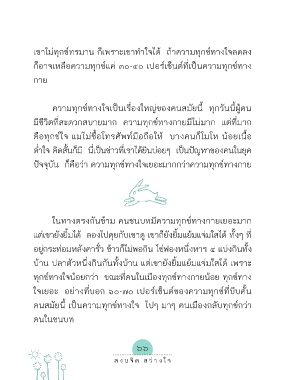 เขาไม่ทุกข์ทรมาน ก็เพราะเขาทำใจได้  ถ้าความทุกข์ทางใจลดลง
ก็อาจเหลือความทุกข์แค่ ๓๐-๔๐ เปอร์เซ็นต์ที่เป็นความทุกข์ทาง
กาย
ความทุกข์ทางใจเป็นเรื่องใหญ่ของคนสมัยนี้  ทุกวันนี้ผู้คน
มีชีวิตที่สะดวกสบายมาก  ความทุกข์ทางกายมีไม่มาก  แต่ที่มาก
คือทุกข์ใจ แม่ไม่ซื้อโทรศัพท์มือถือให้  บางคนก็โมโห น้อยเนื้อ
ต่ำใจ คิดสั้นก็มี  นี่เป็นข่าวที่เราได้ยินบ่อยๆ  เป็นปัญหาของคนในยุค
ปัจจุบัน  ก็คือว่า ความทุกข์ทางใจเยอะมากกว่าความทุกข์ทางกาย
ในทางตรงกันข้าม คนชนบทมีความทุกข์ทางกายเยอะมาก
แต่เขายังยิ้มได้  ลองไปคุยกับเขาดู เขาก็ยังยิ้มแย้มแจ่มใสได้ ทั้งๆ ที่
อยู่กระท่อมหลังคารั่ว ข้าวก็ไม่พอกิน ไข่ฟองหนึ่งหาร ๔ แบ่งกินทั้ง
บ้าน ปลาตัวหนึ่งกินกันทั้งบ้าน แต่เขายังยิ้มแย้มแจ่มใสได้ เพราะ
ทุกข์ทางใจน้อยกว่า  ขณะที่คนในเมืองทุกข์ทางกายน้อย ทุกข์ทาง
ใจเยอะ  อย่างที่บอก ๖๐-๗๐ เปอร์เซ็นต์ของความทุกข์ที่บีบคั้น
คนสมัยนี้ เป็นความทุกข์ทางใจ  ไปๆ มาๆ คนเมืองกลับทุกข์กว่า
คนในชนบท
๖๖
สงบจิต สว่างใจ